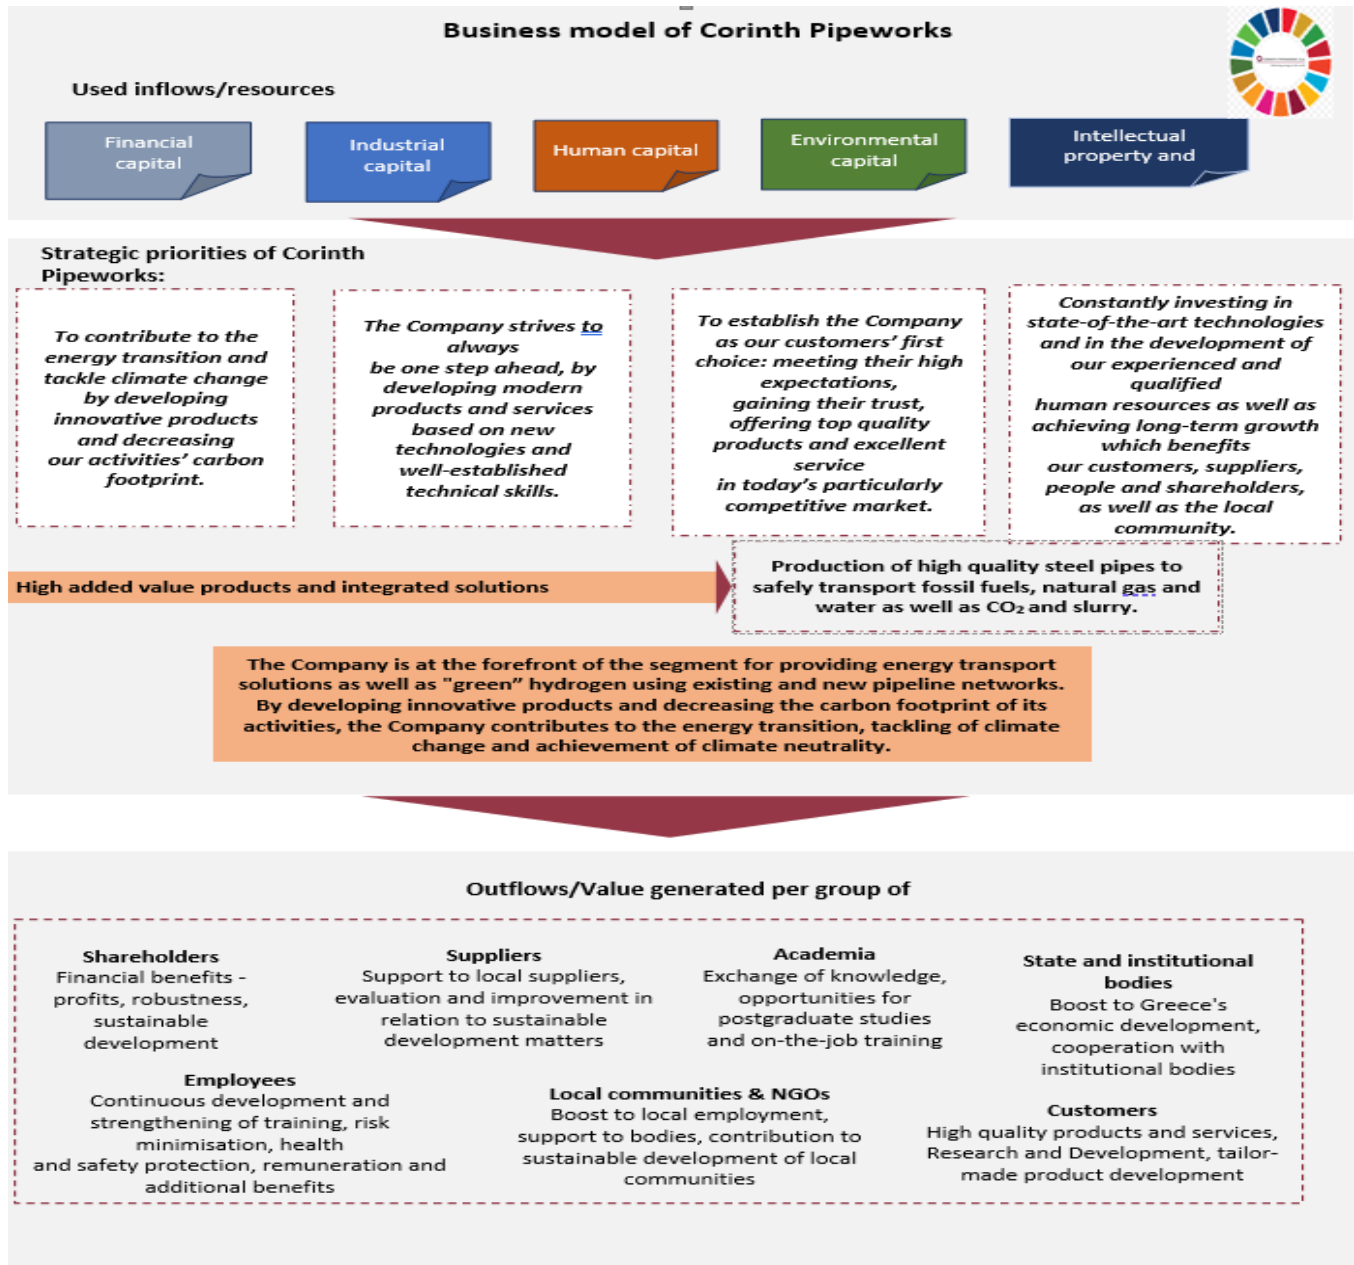 Business model of Corinth Pipeworks
Used inflows/resources
Financial
capital
Industrial
capital
Human capital
Environmental
capital
Intellectual
property and
Strategic priorities of Corinth
Pipeworks:
To contribute to the
energy transition and
tackle climate change
by developing
innovative products
and decreasing
our activities’ carbon
footprint.
The Company strives to
always
be one step ahead, by
developing modern
products and services
based on new
technologies and
well-established
technical skills.
To establish the Company
as our customers’ first
choice: meeting their high
expectations,
gaining their trust,
offering top quality
products and excellent
service
in today’s particularly
competitive market.
Constantly investing in
state-of-the-art technologies
and in the development of
our experienced and
qualified
human resources as well as
achieving long-term growth
which benefits
our customers, suppliers,
people and shareholders,
as well as the local
community.
High added value products and integrated solutions
Production of high quality steel pipes to
safely transport fossil fuels, natural gas and
water as well as CO₂ and slurry.
The Company is at the forefront of the segment for providing energy transport
solutions as well as "green” hydrogen using existing and new pipeline networks.
By developing innovative products and decreasing the carbon footprint of its
activities, the Company contributes to the energy transition, tackling of climate
change and achievement of climate neutrality.
Outflows/Value generated per group of
Shareholders
Financial benefits -
profits, robustness,
sustainable
development
Suppliers
Support to local suppliers,
evaluation and improvement in
relation to sustainable
development matters
Academia
Exchange of knowledge,
opportunities for
postgraduate studies
and on-the-job training
State and institutional
bodies
Boost to Greece's
economic development,
cooperation with
institutional bodies
Employees
Continuous development and
strengthening of training, risk
minimisation, health
and safety protection, remuneration and
additional benefits
Local communities & NGOs
Boost to local employment,
support to bodies, contribution to
sustainable development of local
communities
Customers
High quality products and services,
Research and Development, tailor-
made product development